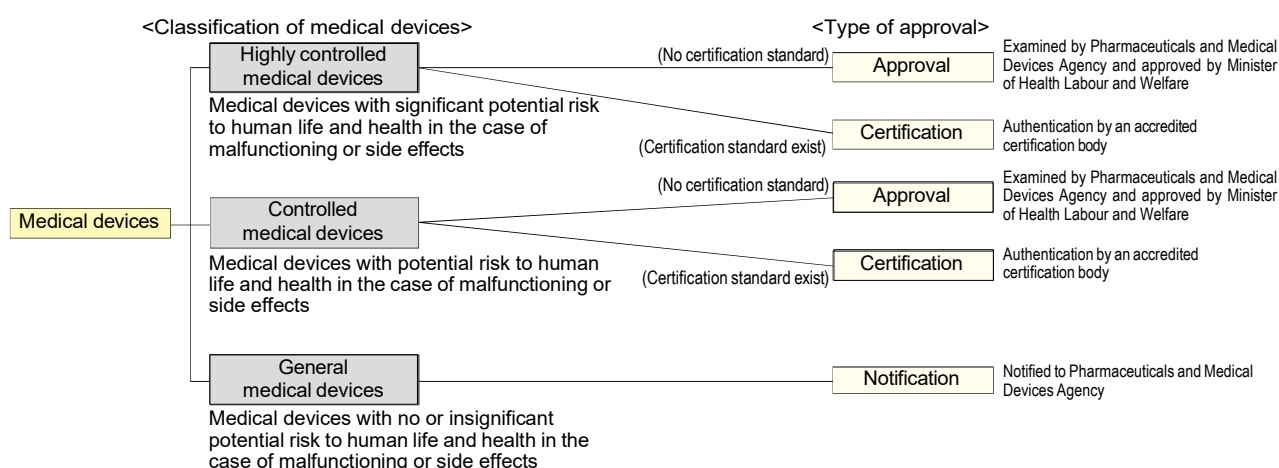 <Classification of medical devices>
<Type of approval>
Highly controlled
medical devices
Medical devices with significant potential risk
to human life and health in the case of
malfunctioning or side effects
(No certification standard)
Approval
Examined by Pharmaceuticals and Medical
Devices Agency and approved by Minister
of Health Labour and Welfare
(Certification standard exist)
Certification
Authentication by an accredited
certification body
Medical devices
Controlled
medical devices
Medical devices with potential risk to human
life and health in the case of malfunctioning or
side effects
(No certification standard)
Approval
Examined by Pharmaceuticals and Medical
Devices Agency and approved by Minister
of Health Labour and Welfare
(Certification standard exist)
Certification
Authentication by an accredited
certification body
General
medical devices
Medical devices with no or insignificant
potential risk to human life and health in the
case of malfunctioning or side effects
Notification
Notified to Pharmaceuticals and Medical
Devices Agency